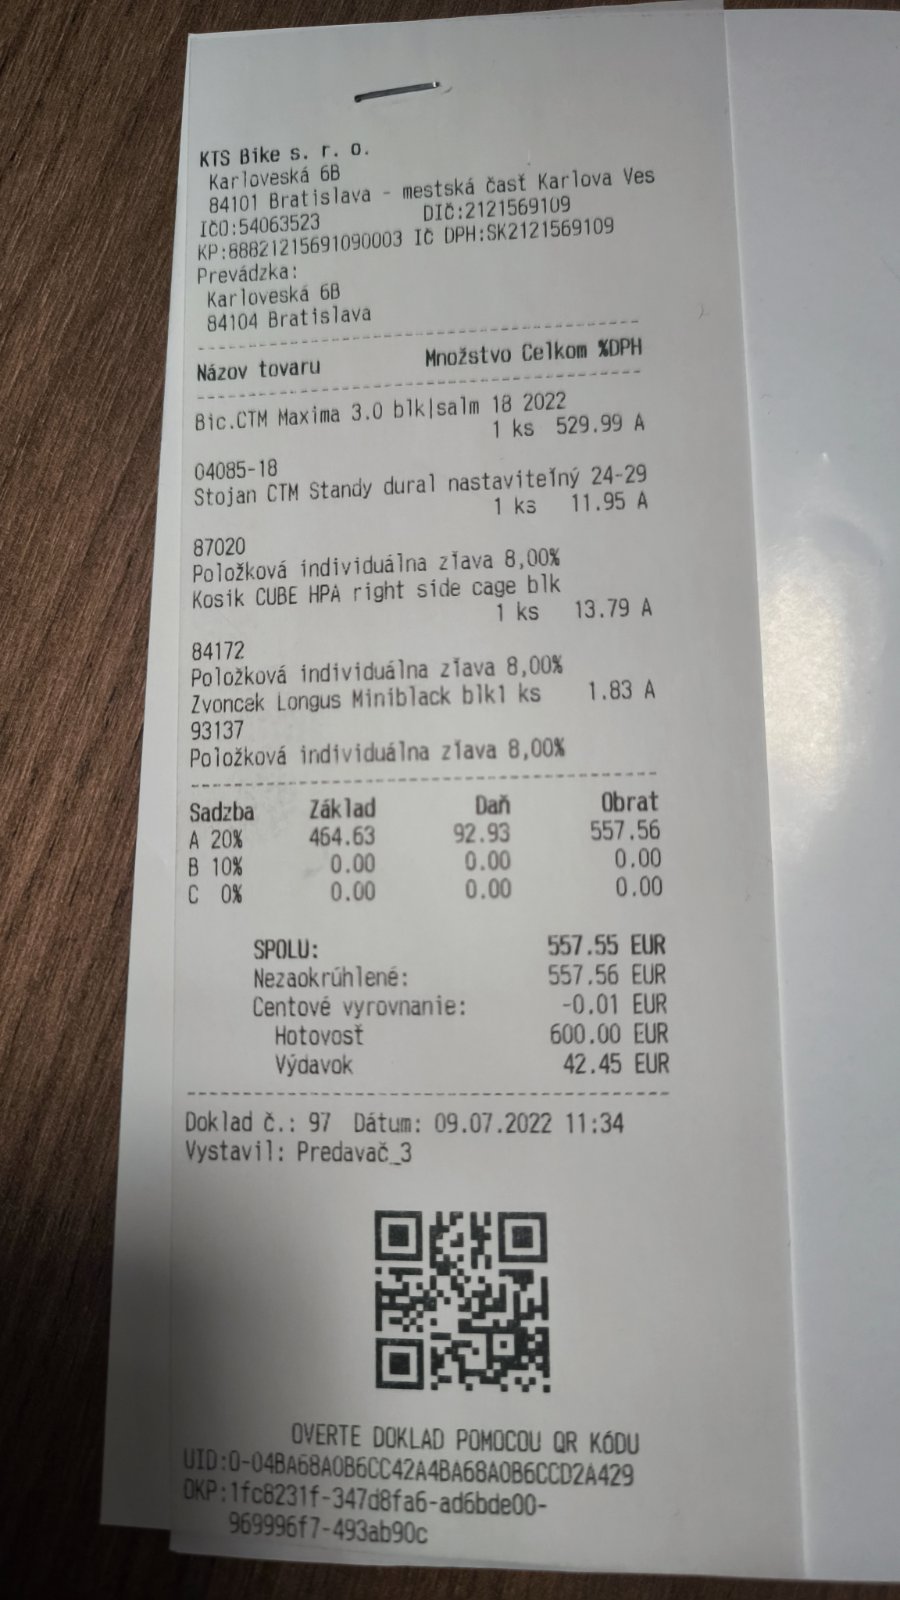 KTS Bike s. r. o.
Karloveská 6B
84101 Bratislava - mestská časť Karlova Ves
IČO:54063523 DIČ:2121569109
KP:88821215691090003 IČ DPH:SK2121569109
Prevádzka:
Karloveská 6B
84104 Bratislava
Názov tovaru Množstvo Celkom %DPH
Bic.CTM Maxima 3.0 blk|salm 18 2022
1 ks 529.99 A
04085-18
Stojan CTM Standy dural nastaviteľný 24-29
1 ks 11.95 A
87020
Položková individuálna zľava 8,00%
Kosik CUBE HPA right side cage blk
1 ks 13.79 A
84172
Položková individuálna zľava 8,00%
Zvoncek Longus Miniblack blk1 ks 1.83 A
93137
Položková individuálna zľava 8,00%
Sadzba Základ Daň Obrat
A 20% 464.63 92.93 557.56
B 10% 0.00 0.00 0.00
C 0% 0.00 0.00 0.00
SPOLU: 557.55 EUR
Nezaokrúhlené: 557.56 EUR
Centové vyrovnanie: -0.01 EUR
Hotovosť 600.00 EUR
Výdavok 42.45 EUR
Doklad č.: 97 Dátum: 09.07.2022 11:34
Vystavil: Predavač_3
OVERTE DOKLAD POMOCOU QR KÓDU
UID:O-04BA68A0B6CC42A4BA68A0B6CCD2A429
OKP:1fc8231f-347d8fa6-ad6bde00-
969996f7-493ab90c